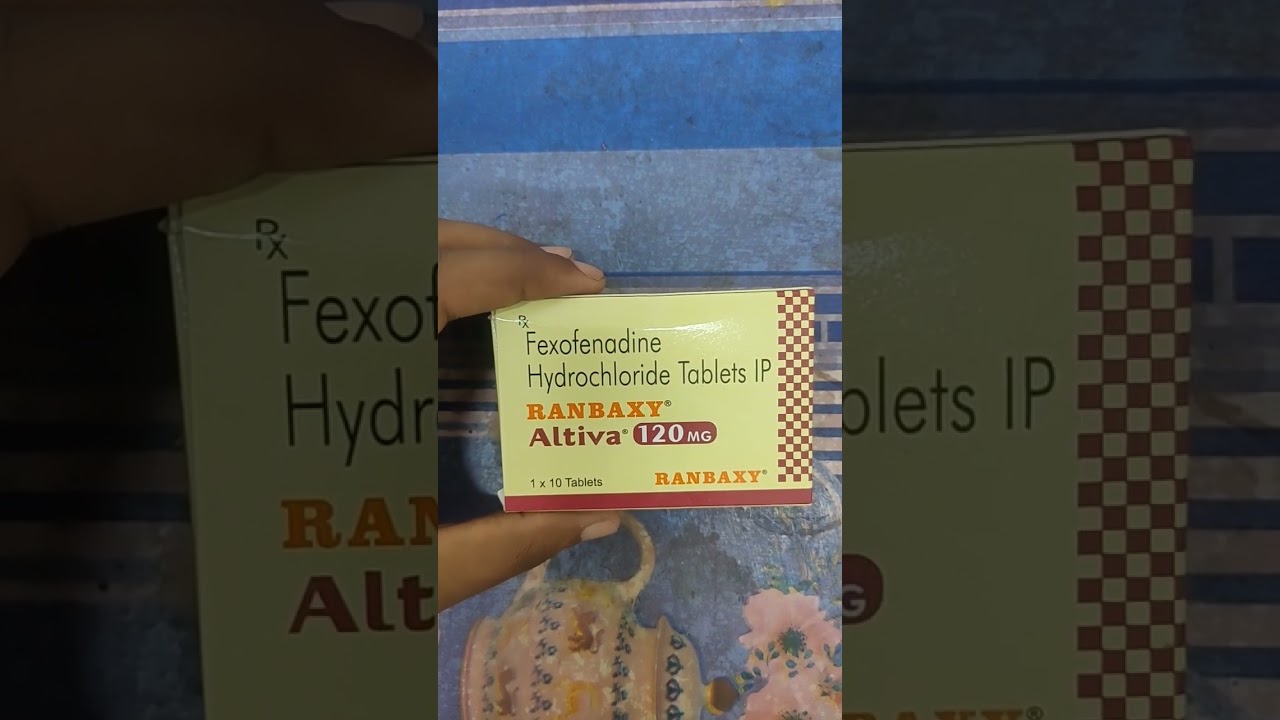 Rx
Fexofenadine
Hydrochloride Tablets IP
RANBAXY®
Altiva® 120 MG
1 x 10 Tablets
RANBAXY®